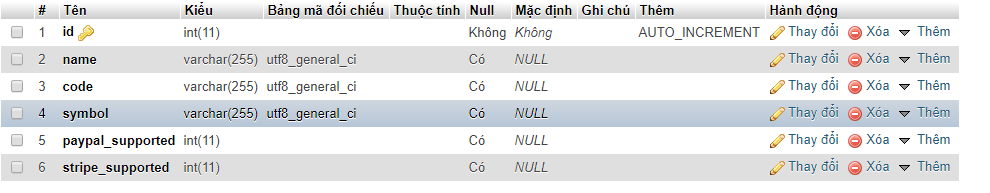 # Tên Kiểu Bảng mã đối chiếu Thuộc tính Null Mặc định Ghi chú Thêm Hành động
1 id int(11) Không Không AUTO_INCREMENT Thay đổi Xóa Thêm
2 name varchar(255) utf8_general_ci Có NULL Thay đổi Xóa Thêm
3 code varchar(255) utf8_general_ci Có NULL Thay đổi Xóa Thêm
4 symbol varchar(255) utf8_general_ci Có NULL Thay đổi Xóa Thêm
5 paypal_supported int(11) Có NULL Thay đổi Xóa Thêm
6 stripe_supported int(11) Có NULL Thay đổi Xóa Thêm